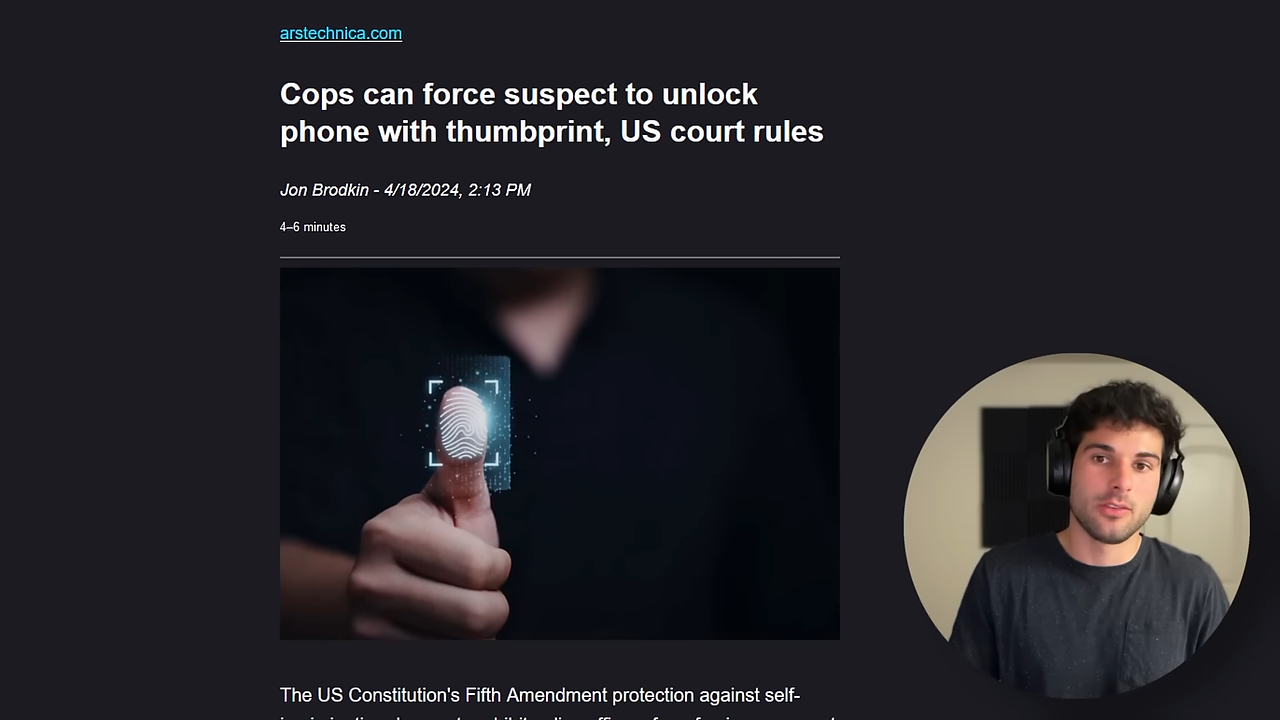 arstechnica.com
Cops can force suspect to unlock
phone with thumbprint, US court rules
Jon Brodkin - 4/18/2024, 2:13 PM
4–6 minutes
The US Constitution's Fifth Amendment protection against self-